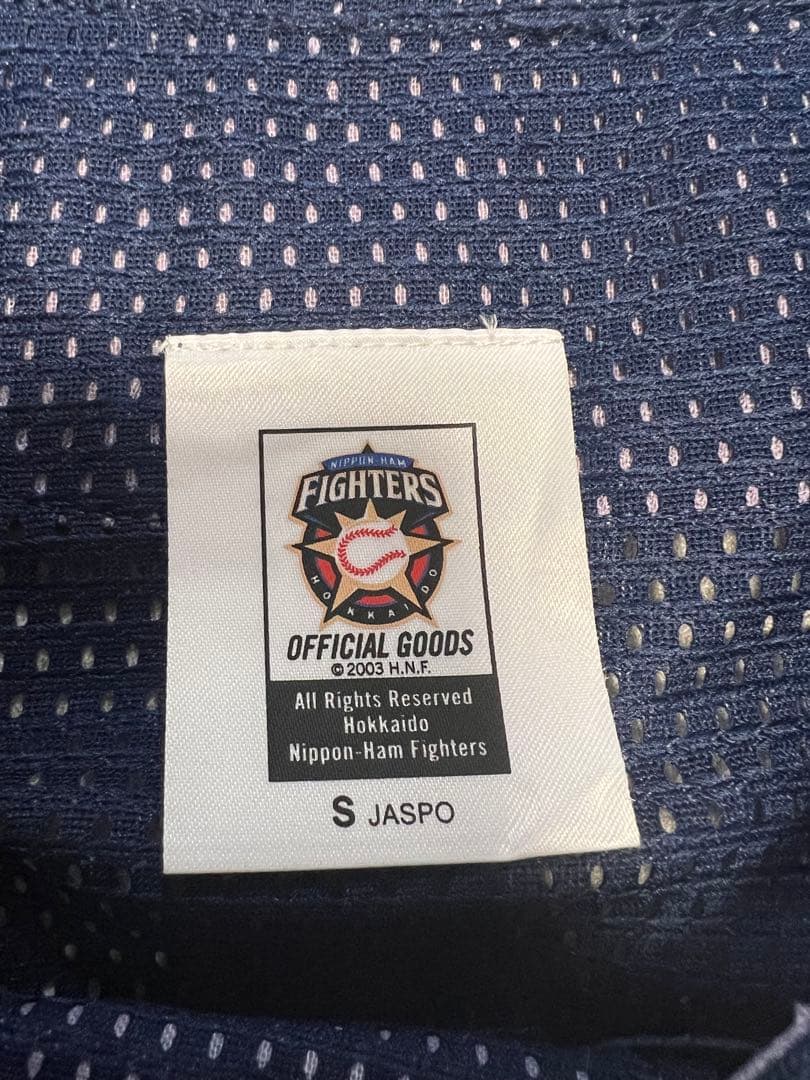 NIPPON-HAM
FIGHTERS
HOKKAIDO
OFFICIAL GOODS
©2003 H.N.F.
All Rights Reserved
Hokkaido
Nippon-Ham Fighters
S JASPO